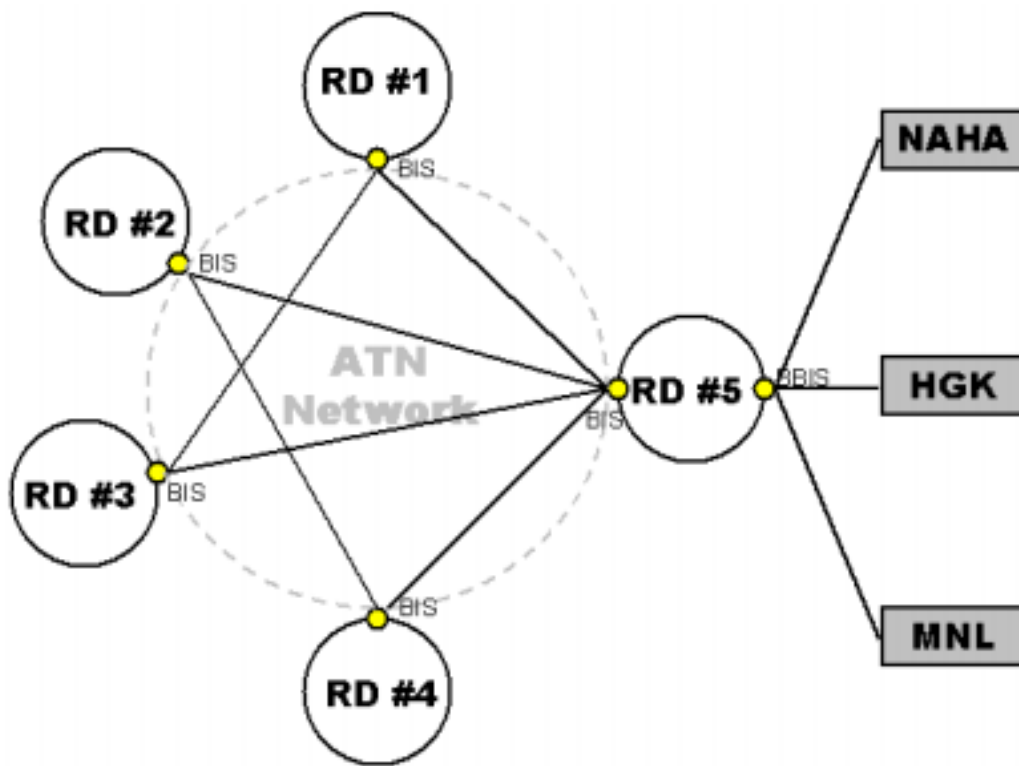 RD #1
BIS
NAHA
RD #2
BIS
ATN
Network
RD #5
BIS
BBIS
HGK
RD #3
BIS
BIS
RD #4
MNL